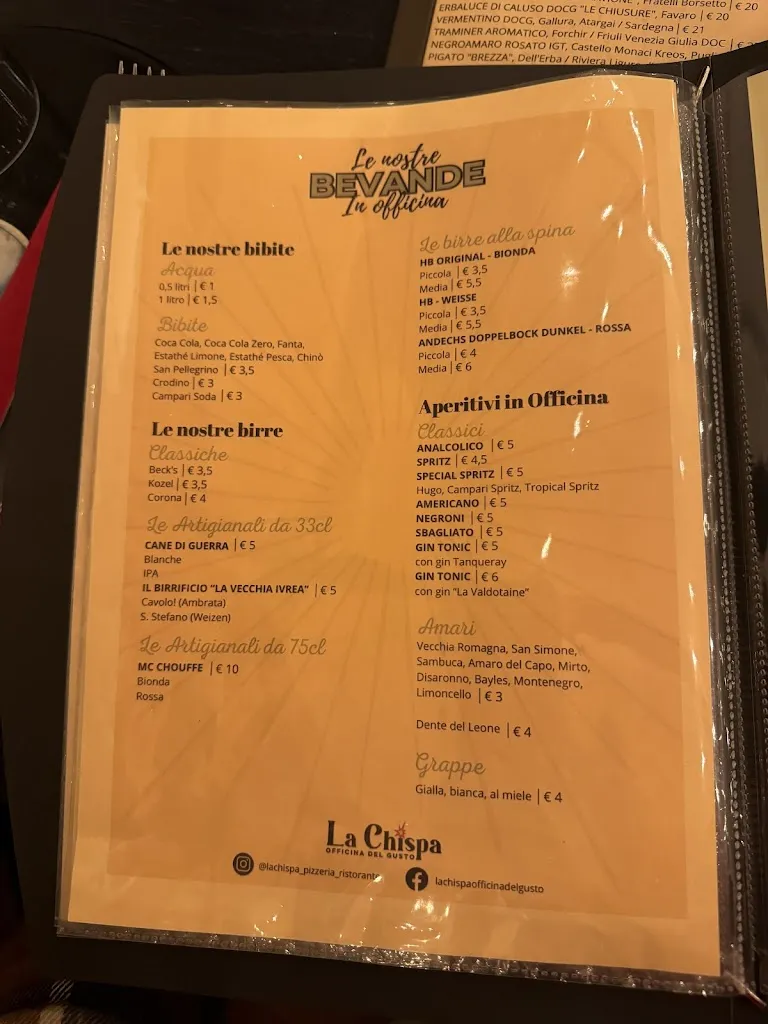 ERBALUCE DI CALUSO DOCG "LE CHIUSURE", Favaro | € 20
VERMENTINO DOCG, Gallura, Atargai / Sardegna | € 21
TRAMINER AROMATICO, Forchir / Friuli Venezia Giulia DOC | €
NEGROAMARO ROSATO IGT, Castello Monaci Kreos,
PIGATO "BREZZA", Dell'Erba / Riviera
Le nostre
BEVANDE
In officina
Le nostre bibite
Acqua
0,5 litri | € 1
1 litro | € 1,5
Bibite
Coca Cola, Coca Cola Zero, Fanta,
Estathé Limone, Estathé Pesca, Chinò
San Pellegrino | € 3,5
Crodino | € 3
Campari Soda | € 3
Le nostre birre
Classiche
Beck's | € 3,5
Kozel | € 3,5
Corona | € 4
Le Artigianali da 33cl
CANE DI GUERRA | € 5
Blanche
IPA
IL BIRRIFICIO "LA VECCHIA IVREA" | € 5
Cavolo! (Ambrata)
S. Stefano (Weizen)
Le Artigianali da 75cl
MC CHOUFFE | € 10
Bionda
Rossa
Le birre alla spina
HB ORIGINAL - BIONDA
Piccola | € 3,5
Media | € 5,5
HB - WEISSE
Piccola | € 3,5
Media | € 5,5
ANDECHS DOPPELBOCK DUNKEL - ROSSA
Piccola | € 4
Media | € 6
Aperitivi in Officina
Classici
ANALCOLICO | € 5
SPRITZ | € 4,5
SPECIAL SPRITZ | € 5
Hugo, Campari Spritz, Tropical Spritz
AMERICANO | € 5
NEGRONI | € 5
SBAGLIATO | € 5
GIN TONIC | € 5
con gin Tanqueray
GIN TONIC | € 6
con gin "La Valdotaine"
Amari
Vecchia Romagna, San Simone,
Sambuca, Amaro del Capo, Mirto,
Disaronno, Bayles, Montenegro,
Limoncello | € 3
Dente del Leone | € 4
Grappe
Gialla, bianca, al miele | € 4
La Chispa
OFFICINA DEL GUSTO
@lachispa_pizzeria_ristorante
lachispaofficinadelgusto